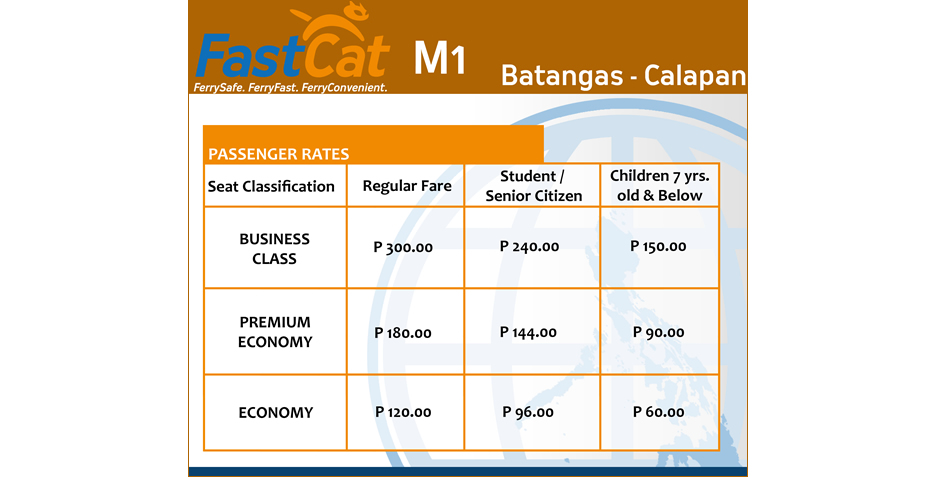 FastCat
FerrySafe. FerryFast. FerryConvenient.
M1
Batangas - Calapan
PASSENGER RATES
Seat Classification
Regular Fare
Student /
Senior Citizen
Children 7 yrs.
old & Below
BUSINESS
CLASS
P 300.00
P 240.00
P 150.00
PREMIUM
ECONOMY
P 180.00
P 144.00
P 90.00
ECONOMY
P 120.00
P 96.00
P 60.00